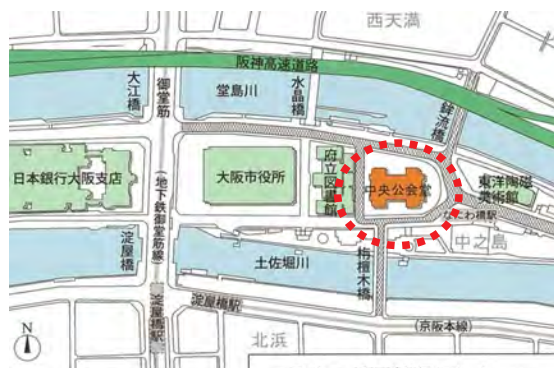 西天満
阪神高速道路
大江橋
御堂筋
堂島川
水晶橋
鉾流橋
日本銀行大阪支店
大阪市役所
府立図書館
中央公会堂
東洋陶磁
美術館
なにわ橋駅
(地下鉄御堂筋線)
淀屋橋
土佐堀川
栴檀木橋
中之島
淀屋橋駅
淀屋橋駅
(京阪本線)
北浜
N